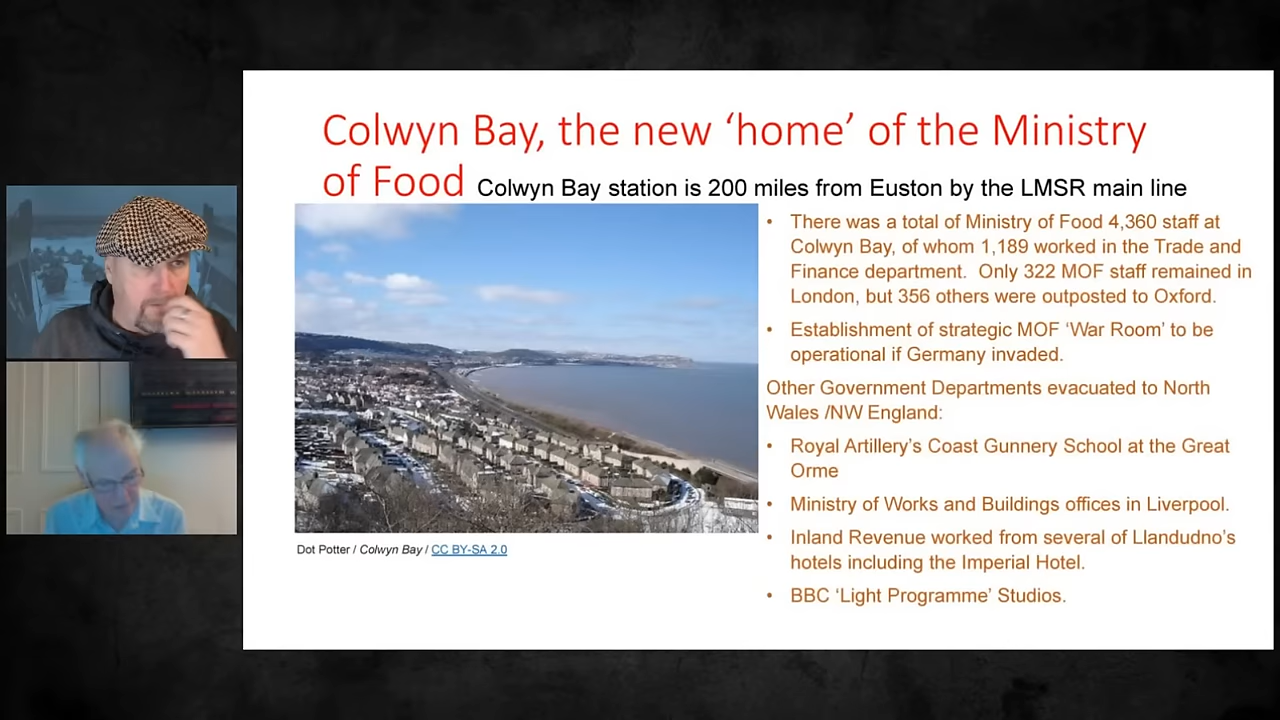 Colwyn Bay, the new ‘home’ of the Ministry
of Food Colwyn Bay station is 200 miles from Euston by the LMSR main line
• There was a total of Ministry of Food 4,360 staff at
Colwyn Bay, of whom 1,189 worked in the Trade and
Finance department. Only 322 MOF staff remained in
London, but 356 others were outposted to Oxford.
• Establishment of strategic MOF ‘War Room’ to be
operational if Germany invaded.
Other Government Departments evacuated to North
Wales /NW England:
• Royal Artillery’s Coast Gunnery School at the Great
Orme
• Ministry of Works and Buildings offices in Liverpool.
• Inland Revenue worked from several of Llandudno’s
hotels including the Imperial Hotel.
• BBC ‘Light Programme’ Studios.
Dot Potter / Colwyn Bay / CC BY-SA 2.0